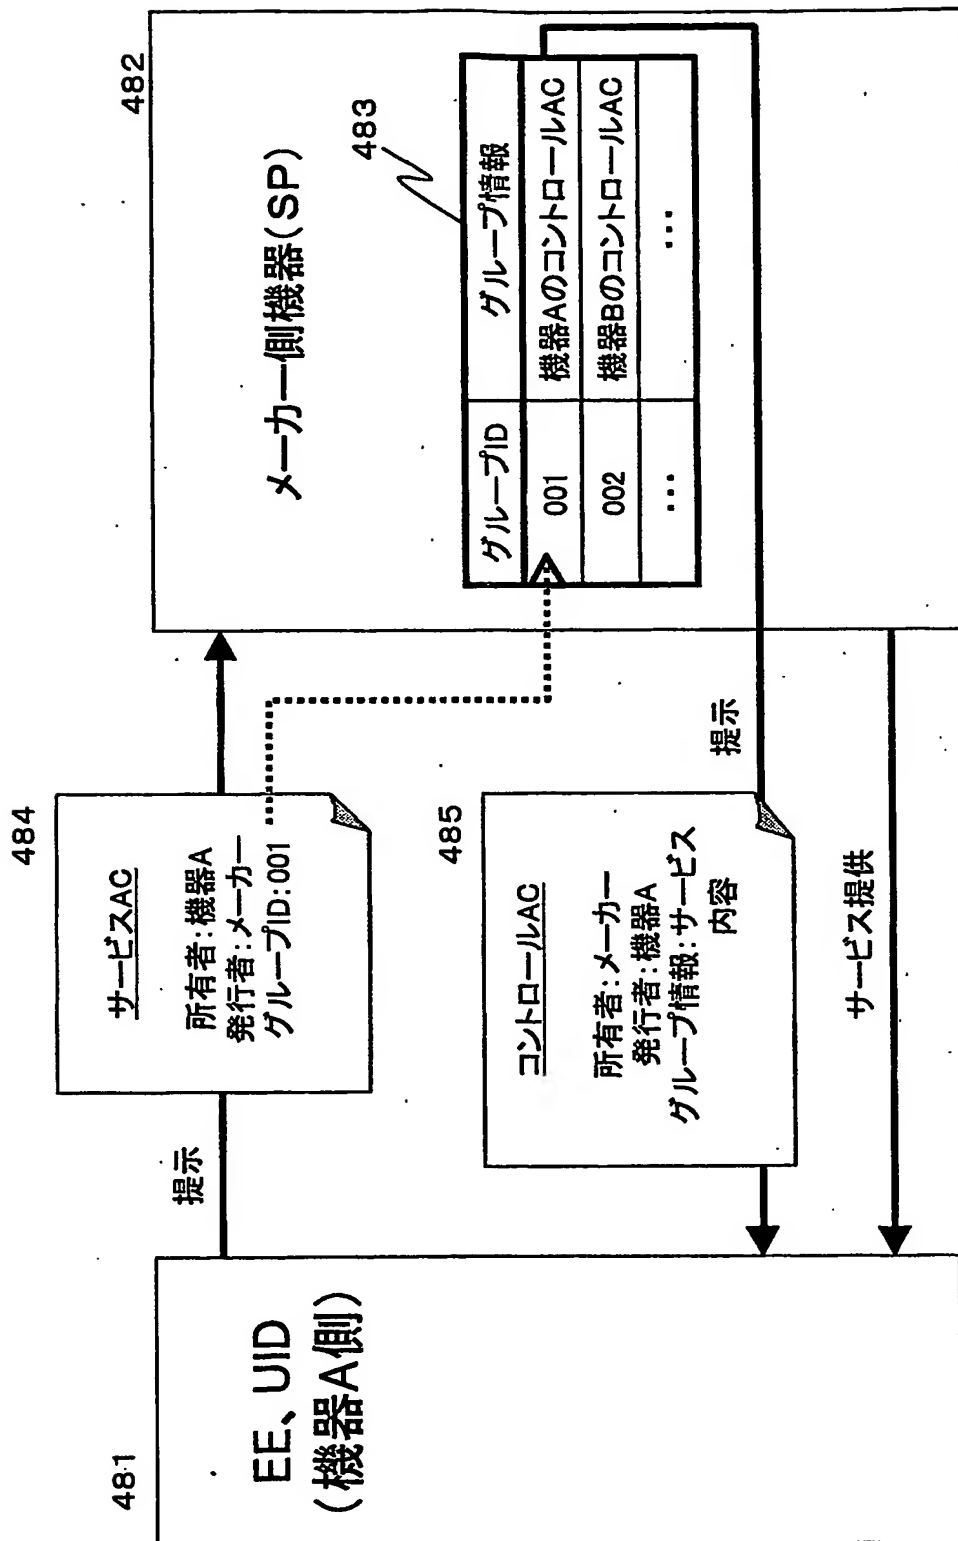 481
EE、UID
(機器A側)
提示
484
サービスAC
所有者:機器A
発行者:メーカー
グループID:001
485
コントロールAC
所有者:メーカー
発行者:機器A
グループ情報:サービス
内容
提示
サービス提供
482
メーカー側機器(SP)
483
グループID グループ情報
001 機器AのコントロールAC
002 機器BのコントロールAC
... ...